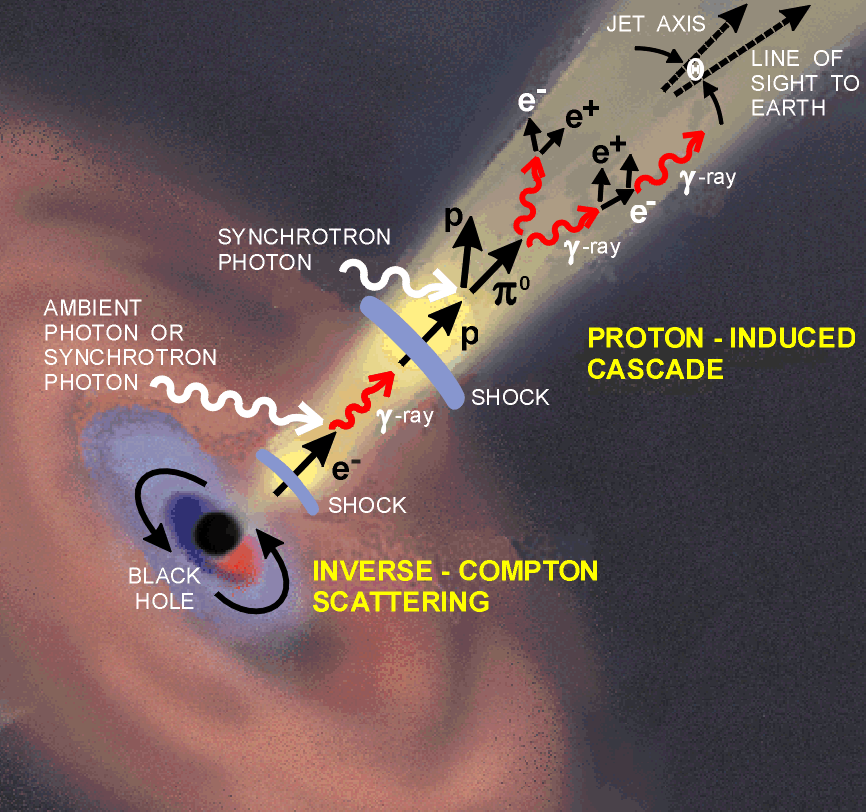 JET AXIS
Θ
LINE OF
SIGHT TO
EARTH
e-
e+
e+
γ-ray
e-
p
SYNCHROTRON
PHOTON
γ-ray
π⁰
AMBIENT
PHOTON OR
SYNCHROTRON
PHOTON
p
PROTON - INDUCED
CASCADE
SHOCK
γ-ray
e-
SHOCK
BLACK
HOLE
INVERSE - COMPTON
SCATTERING